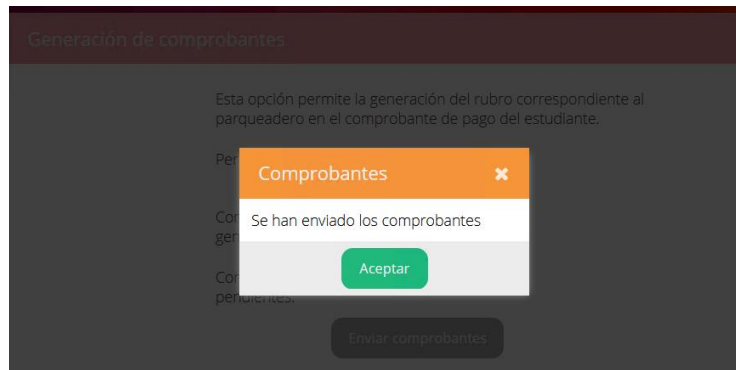 Generación de comprobantes
Esta opción permite la generación del rubro correspondiente al
parqueadero en el comprobante de pago del estudiante.
Comprobantes
Se han enviado los comprobantes
Aceptar
pendientes.
Enviar comprobantes